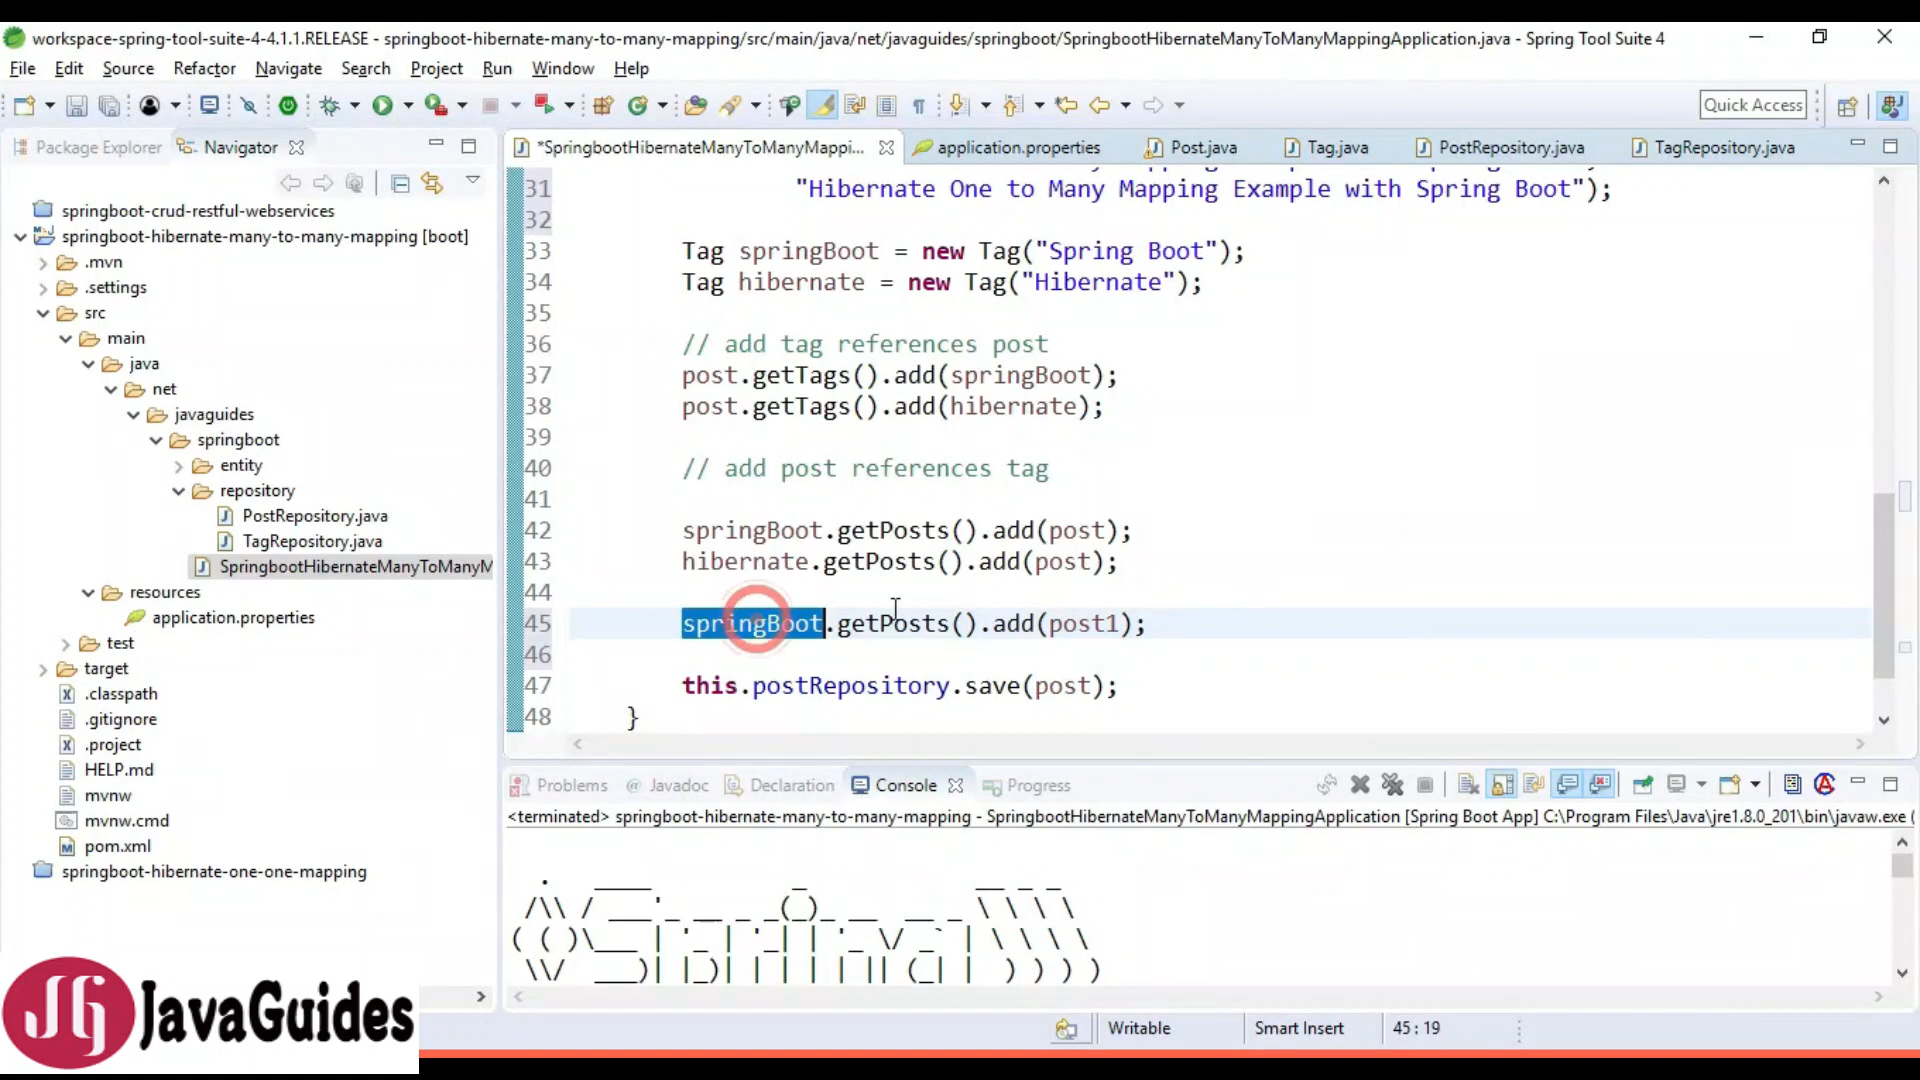 workspace-spring-tool-suite-4-4.1.1.RELEASE - springboot-hibernate-many-to-many-mapping/src/main/java/net/javaguides/springboot/SpringbootHibernateManyToManyMappingApplication.java - Spring Tool Suite 4
File Edit Source Refactor Navigate Search Project Run Window Help
Quick Access
Package Explorer Navigator
*SpringbootHibernateManyToManyMappi... application.properties Post.java Tag.java PostRepository.java TagRepository.java
springboot-crud-restful-webservices
springboot-hibernate-many-to-many-mapping [boot]
.mvn
.settings
src
main
java
net
javaguides
springboot
entity
repository
PostRepository.java
TagRepository.java
SpringbootHibernateManyToManyM
resources
application.properties
test
target
.classpath
.gitignore
.project
HELP.md
mvnw
mvnw.cmd
pom.xml
springboot-hibernate-one-one-mapping
31 "Hibernate One to Many Mapping Example with Spring Boot");
32
33 Tag springBoot = new Tag("Spring Boot");
34 Tag hibernate = new Tag("Hibernate");
35
36 // add tag references post
37 post.getTags().add(springBoot);
38 post.getTags().add(hibernate);
39
40 // add post references tag
41
42 springBoot.getPosts().add(post);
43 hibernate.getPosts().add(post);
44
45 springBoot.getPosts().add(post1);
46
47 this.postRepository.save(post);
48 }
Problems @ Javadoc Declaration Console Progress
<terminated> springboot-hibernate-many-to-many-mapping - SpringbootHibernateManyToManyMappingApplication [Spring Boot App] C:\Program Files\Java\jre1.8.0_201\bin\javaw.exe (
JavaGuides
Writable Smart Insert 45 : 19